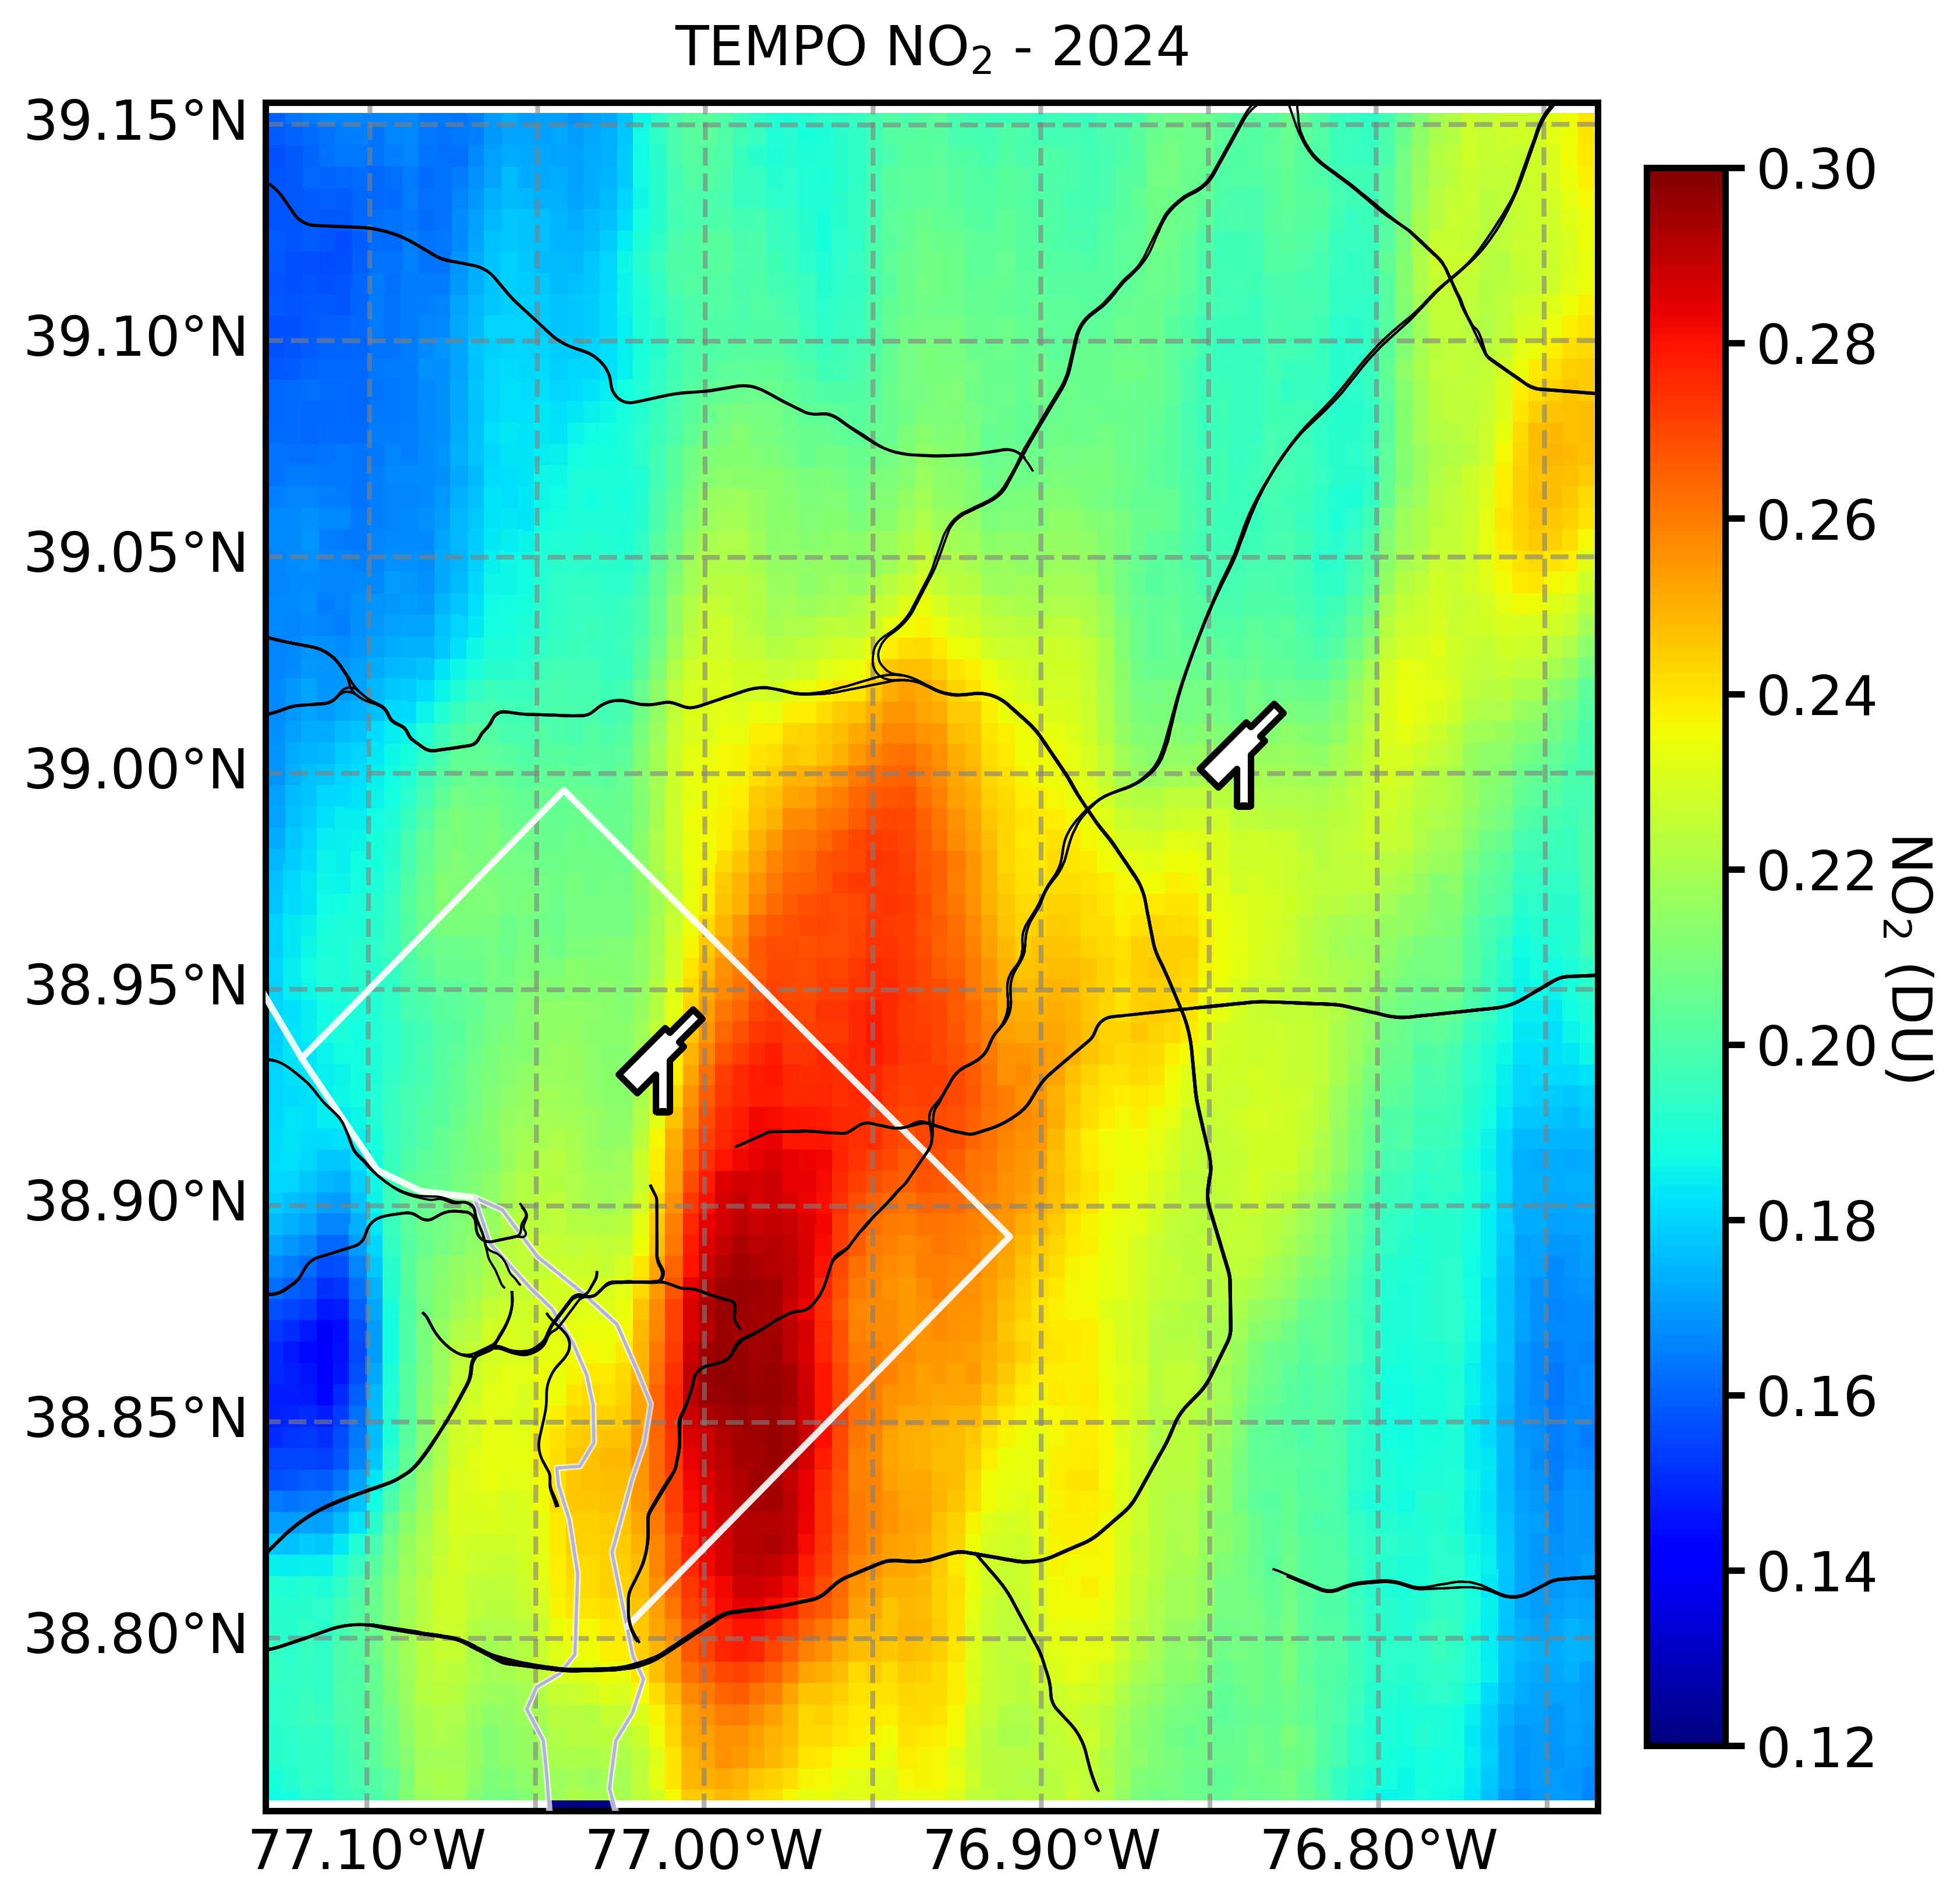 TEMPO NO₂ - 2024
39.15°N
39.10°N
39.05°N
39.00°N
38.95°N
38.90°N
38.85°N
38.80°N
77.10°W
77.00°W
76.90°W
76.80°W
0.30
0.28
0.26
0.24
0.22
0.20
0.18
0.16
0.14
0.12
NO₂ (DU)